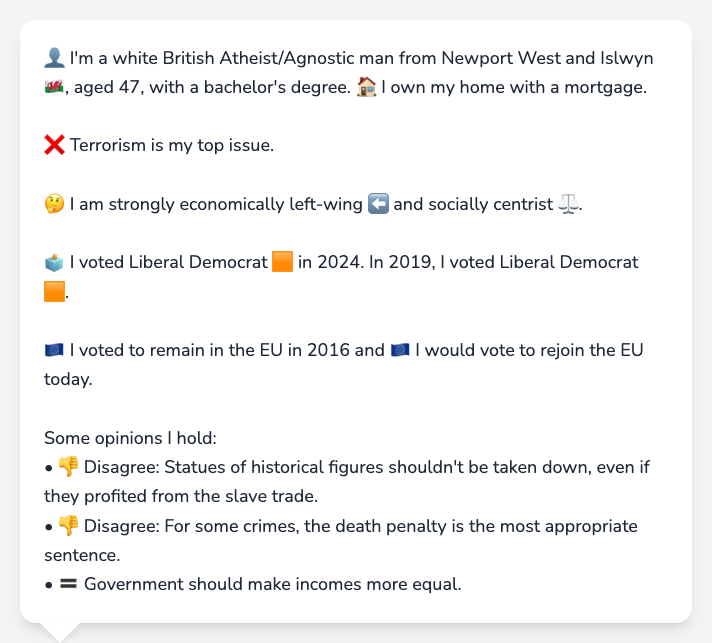 👤 I'm a white British Atheist/Agnostic man from Newport West and Islwyn
🏴󠁧󠁢󠁷󠁬󠁳󠁿, aged 47, with a bachelor's degree. 🏠 I own my home with a mortgage.
❌ Terrorism is my top issue.
🤔 I am strongly economically left-wing ⬅️ and socially centrist ⚖️.
🗳️ I voted Liberal Democrat 🟧 in 2024. In 2019, I voted Liberal Democrat
🟧.
🇪🇺 I voted to remain in the EU in 2016 and 🇪🇺 I would vote to rejoin the EU
today.
Some opinions I hold:
• 👎 Disagree: Statues of historical figures shouldn't be taken down, even if
they profited from the slave trade.
• 👎 Disagree: For some crimes, the death penalty is the most appropriate
sentence.
• 🟰 Government should make incomes more equal.